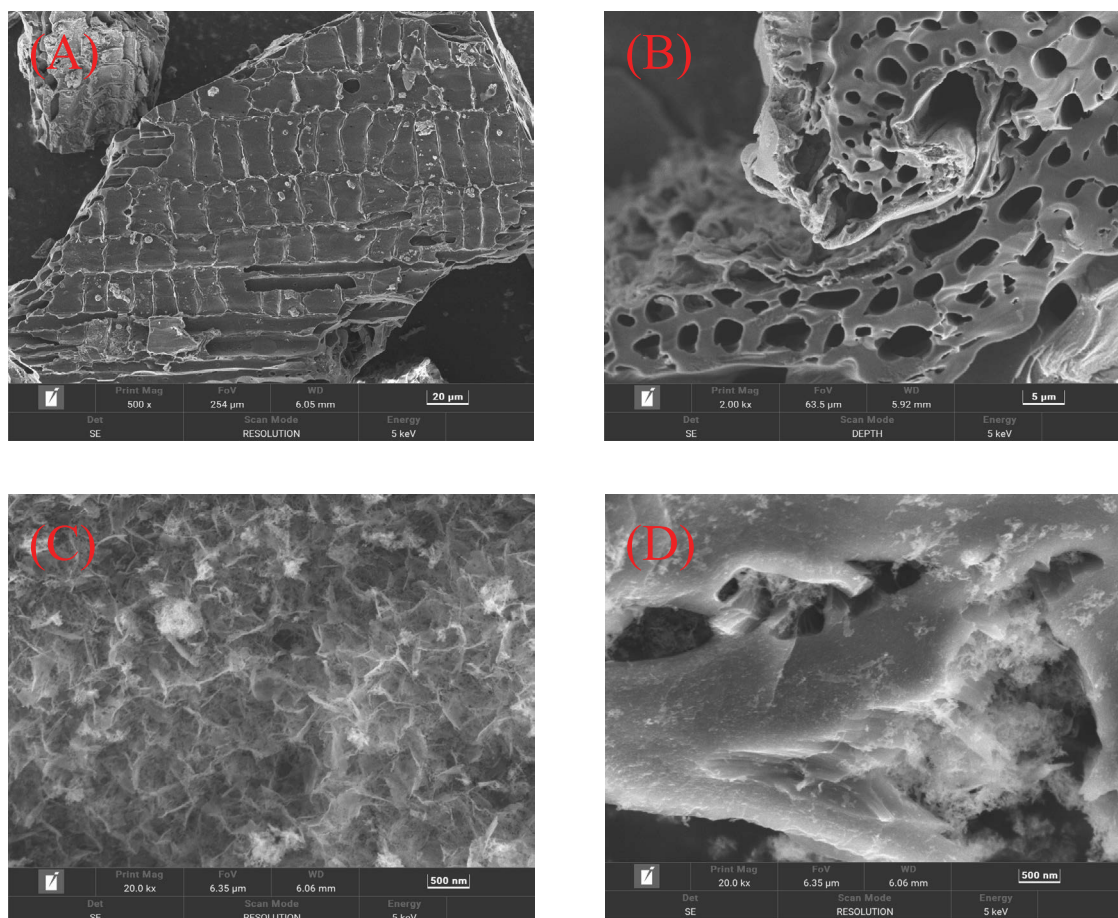 (A)
Print Mag FoV WD 20 µm
500 x 254 µm 6.05 mm
Det Scan Mode Energy
SE RESOLUTION 5 keV
(B)
Print Mag FoV WD 5 µm
2.00 kx 63.5 µm 5.92 mm
Det Scan Mode Energy
SE DEPTH 5 keV
(C)
Print Mag FoV WD 500 nm
20.0 kx 6.35 µm 6.06 mm
Det Scan Mode Energy
SE RESOLUTION 5 keV
(D)
Print Mag FoV WD 500 nm
20.0 kx 6.35 µm 6.06 mm
Det Scan Mode Energy
SE RESOLUTION 5 keV